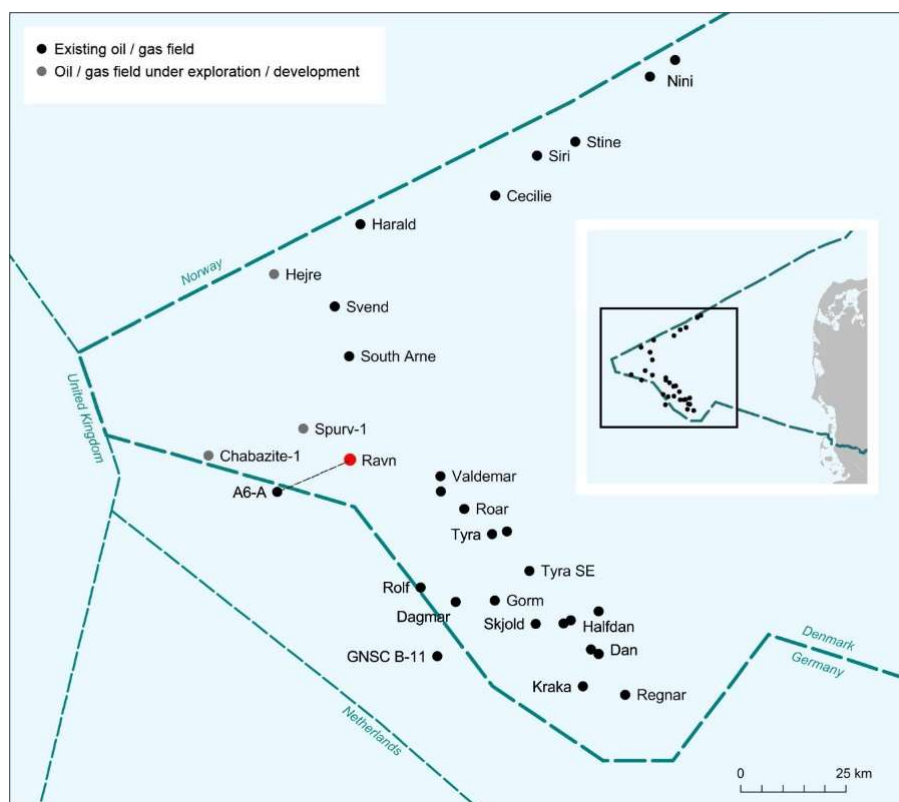 Existing oil / gas field
Oil / gas field under exploration / development
Nini
Stine
Siri
Cecilie
Harald
Norway
Hejre
Svend
South Arne
United Kingdom
Spurv-1
Chabazite-1
Ravn
A6-A
Valdemar
Roar
Tyra
Tyra SE
Rolf
Gorm
Dagmar
Skjold
Halfdan
Dan
GNSC B-11
Kraka
Regnar
Denmark
Germany
Netherlands
0 25 km